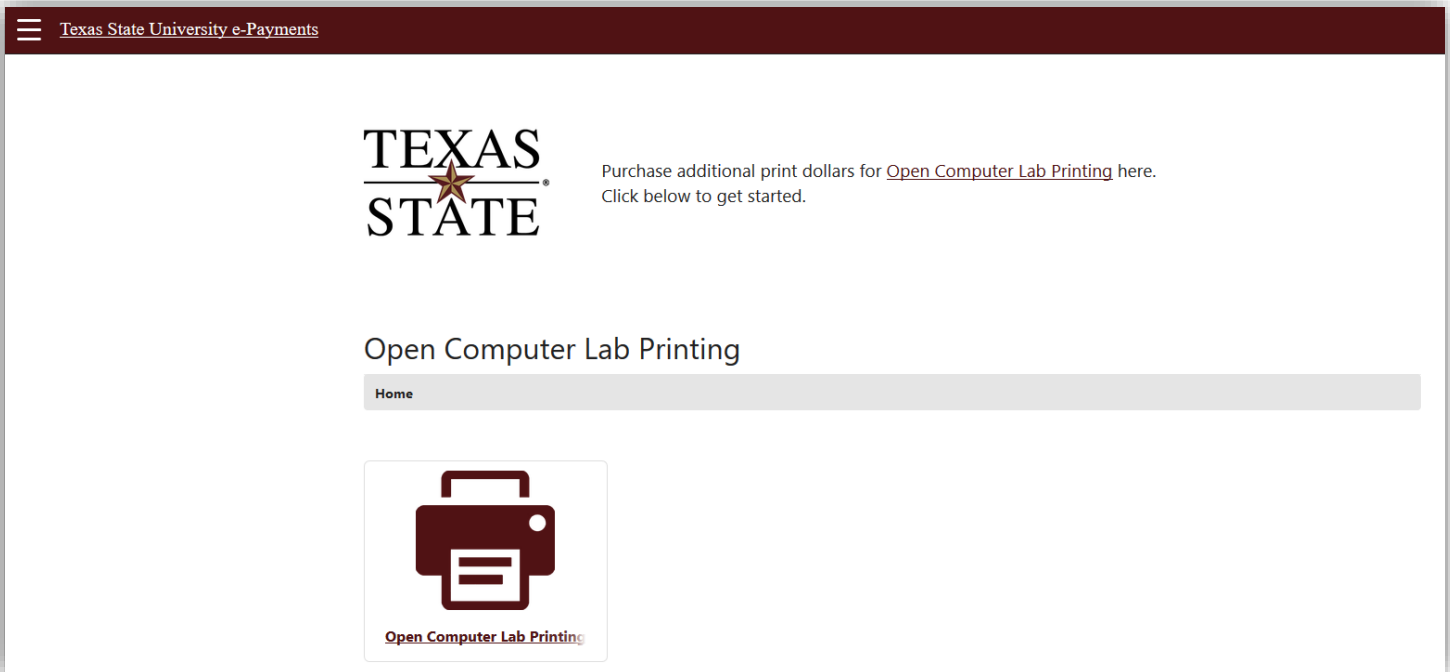 Texas State University e-Payments
TEXAS
STATE
®
Purchase additional print dollars for Open Computer Lab Printing here.
Click below to get started.
Open Computer Lab Printing
Home
Open Computer Lab Printing